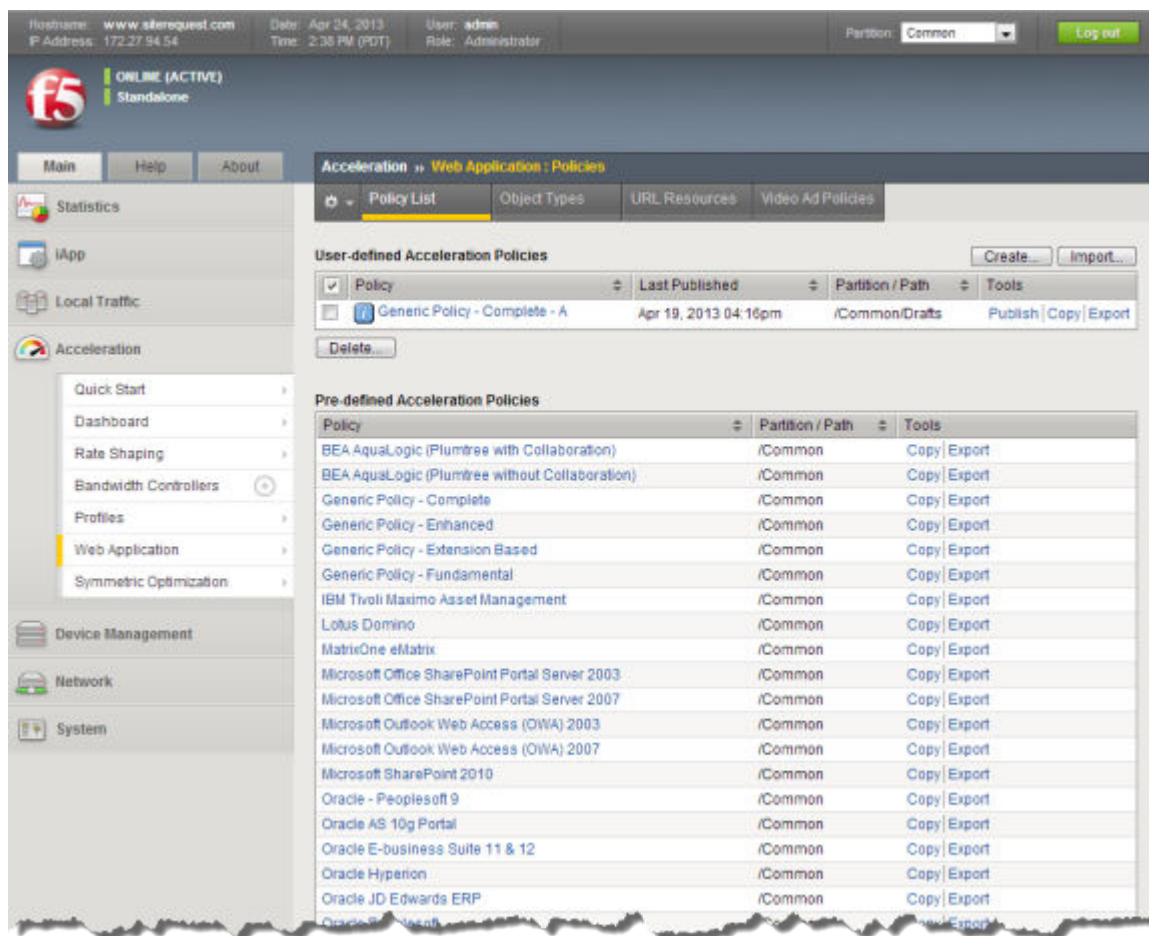 Hostname: www.siterequest.com Date: Apr 24, 2013 User: admin
IP Address: 172.27.94.54 Time: 2:38 PM (PDT) Role: Administrator
Partition: Common Log out
f5
ONLINE (ACTIVE)
Standalone
Main Help About
Statistics
iApp
Local Traffic
Acceleration
Quick Start
Dashboard
Rate Shaping
Bandwidth Controllers
Profiles
Web Application
Symmetric Optimization
Device Management
Network
System
Acceleration » Web Application : Policies
Policy List Object Types URL Resources Video Ad Policies
User-defined Acceleration Policies Create... Import...
Policy Last Published Partition / Path Tools
Generic Policy - Complete - A Apr 19, 2013 04:16pm /Common/Drafts Publish Copy Export
Delete...
Pre-defined Acceleration Policies
Policy Partition / Path Tools
BEA AquaLogic (Plumtree with Collaboration) /Common Copy Export
BEA AquaLogic (Plumtree without Collaboration) /Common Copy Export
Generic Policy - Complete /Common Copy Export
Generic Policy - Enhanced /Common Copy Export
Generic Policy - Extension Based /Common Copy Export
Generic Policy - Fundamental /Common Copy Export
IBM Tivoli Maximo Asset Management /Common Copy Export
Lotus Domino /Common Copy Export
MatrixOne eMatrix /Common Copy Export
Microsoft Office SharePoint Portal Server 2003 /Common Copy Export
Microsoft Office SharePoint Portal Server 2007 /Common Copy Export
Microsoft Outlook Web Access (OWA) 2003 /Common Copy Export
Microsoft Outlook Web Access (OWA) 2007 /Common Copy Export
Microsoft SharePoint 2010 /Common Copy Export
Oracle - Peoplesoft 9 /Common Copy Export
Oracle AS 10g Portal /Common Copy Export
Oracle E-business Suite 11 & 12 /Common Copy Export
Oracle Hyperion /Common Copy Export
Oracle JD Edwards ERP /Common Copy Export